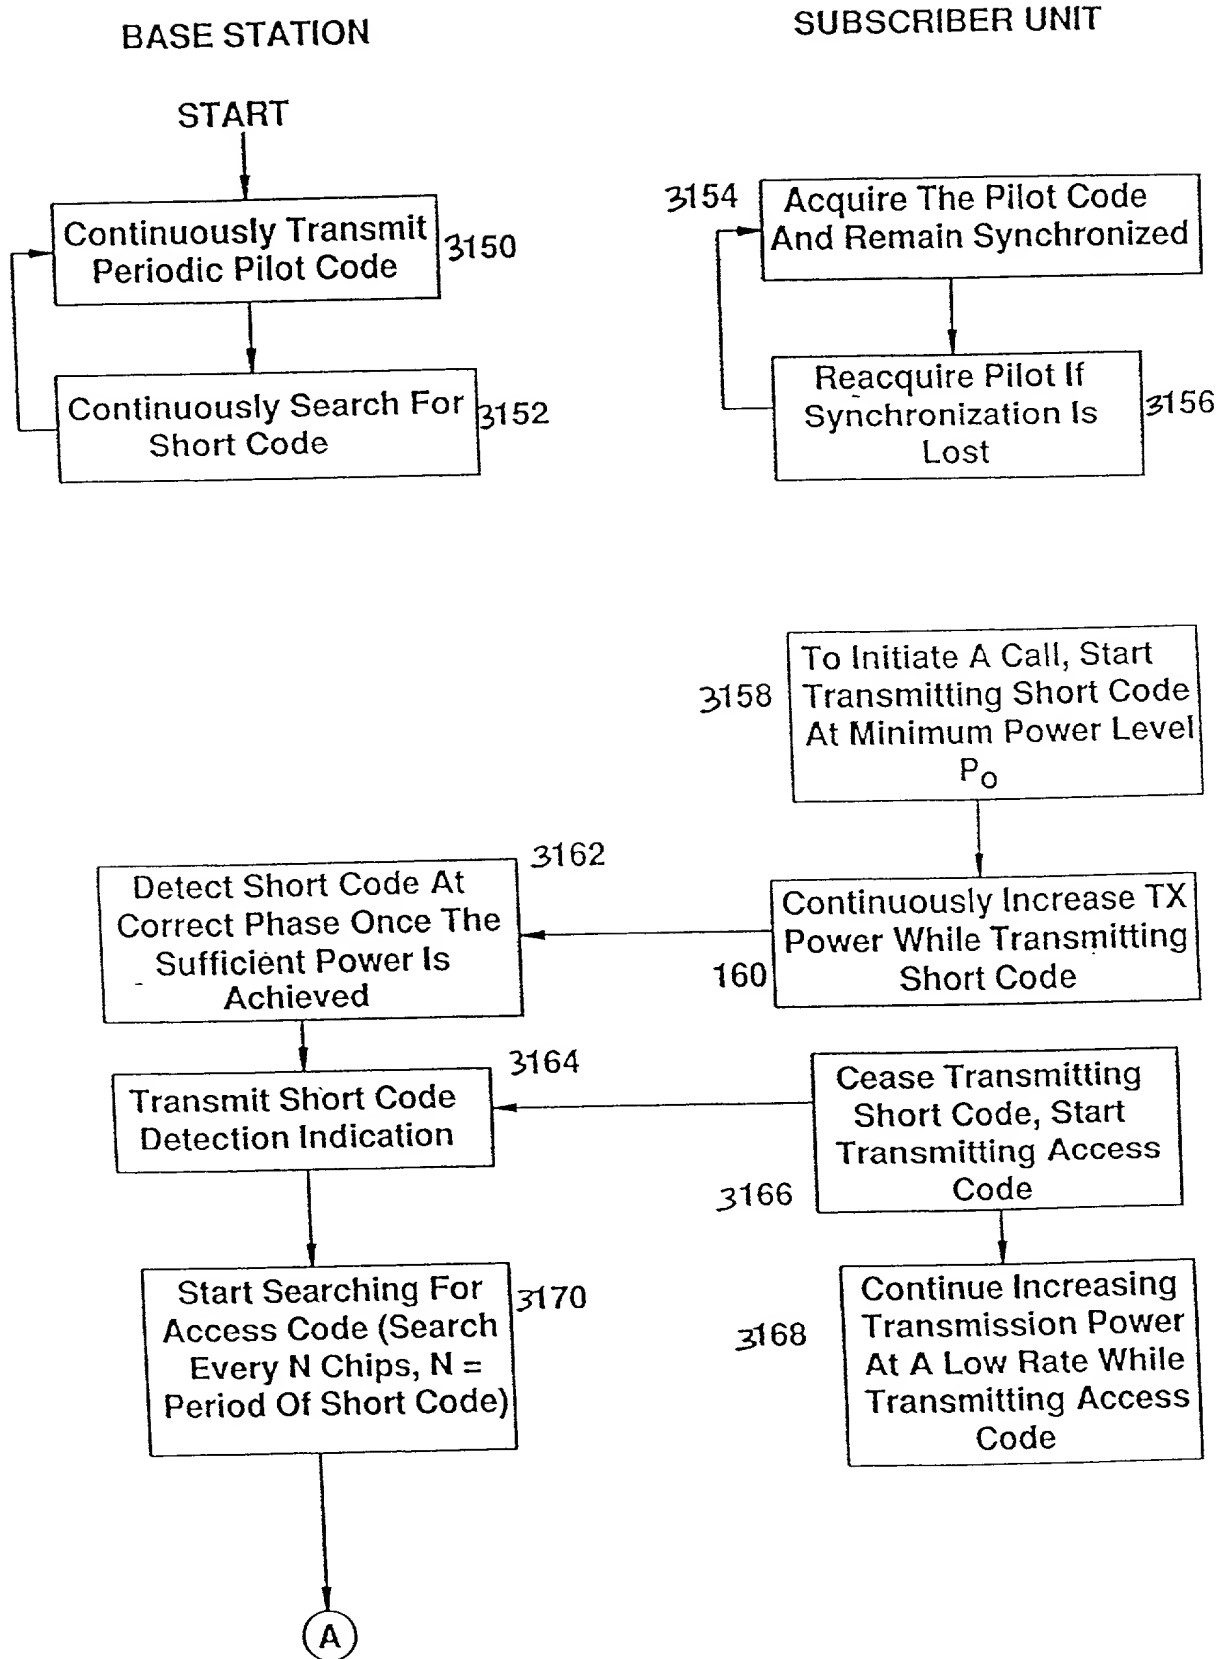 BASE STATION
SUBSCRIBER UNIT
START
Continuously Transmit
Periodic Pilot Code
3150
Continuously Search For
Short Code
3152
3154
Acquire The Pilot Code
And Remain Synchronized
Reacquire Pilot If
Synchronization Is
Lost
3156
3158
To Initiate A Call, Start
Transmitting Short Code
At Minimum Power Level
Po
3162
Detect Short Code At
Correct Phase Once The
Sufficient Power Is
Achieved
Continuously Increase TX
Power While Transmitting
Short Code
160
3164
Transmit Short Code
Detection Indication
Cease Transmitting
Short Code, Start
Transmitting Access
Code
3166
Start Searching For
Access Code (Search
Every N Chips, N =
Period Of Short Code)
3170
3168
Continue Increasing
Transmission Power
At A Low Rate While
Transmitting Access
Code
A